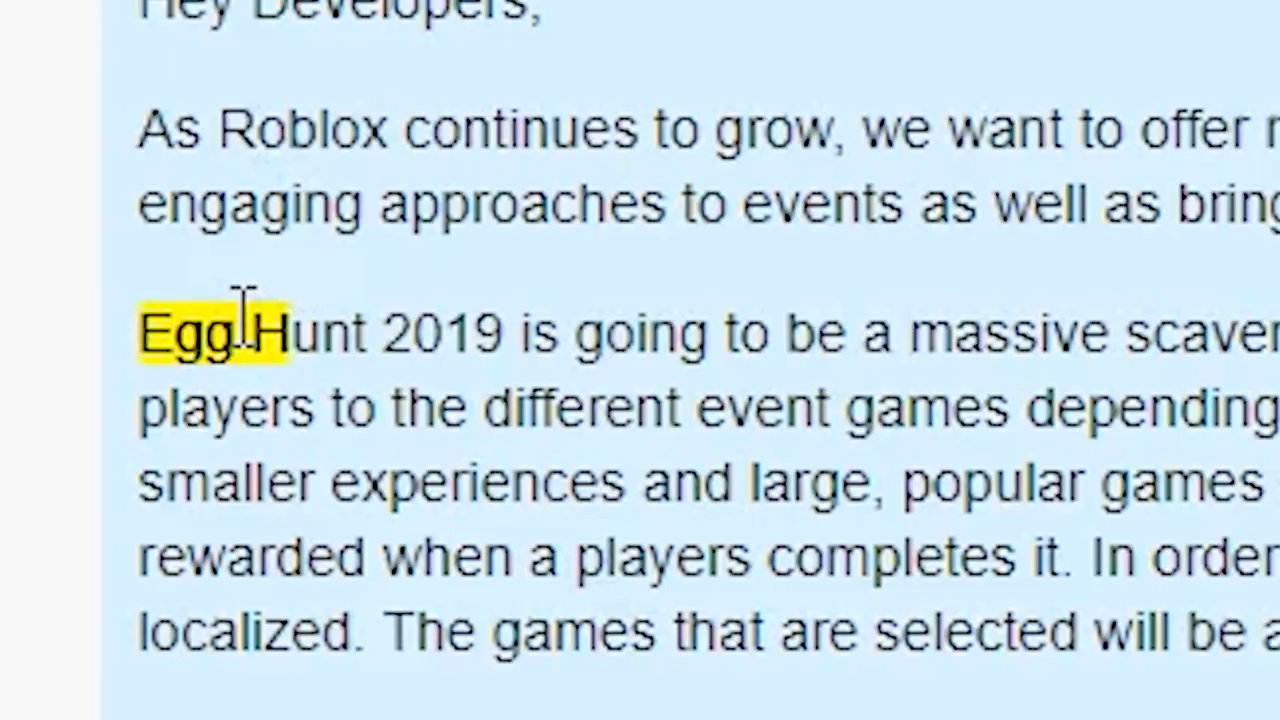 Hey Developers,
As Roblox continues to grow, we want to offer
engaging approaches to events as well as bring
Egg Hunt 2019 is going to be a massive
players to the different event games depending
smaller experiences and large, popular games
rewarded when a players completes it. In order
localized. The games that are selected will be